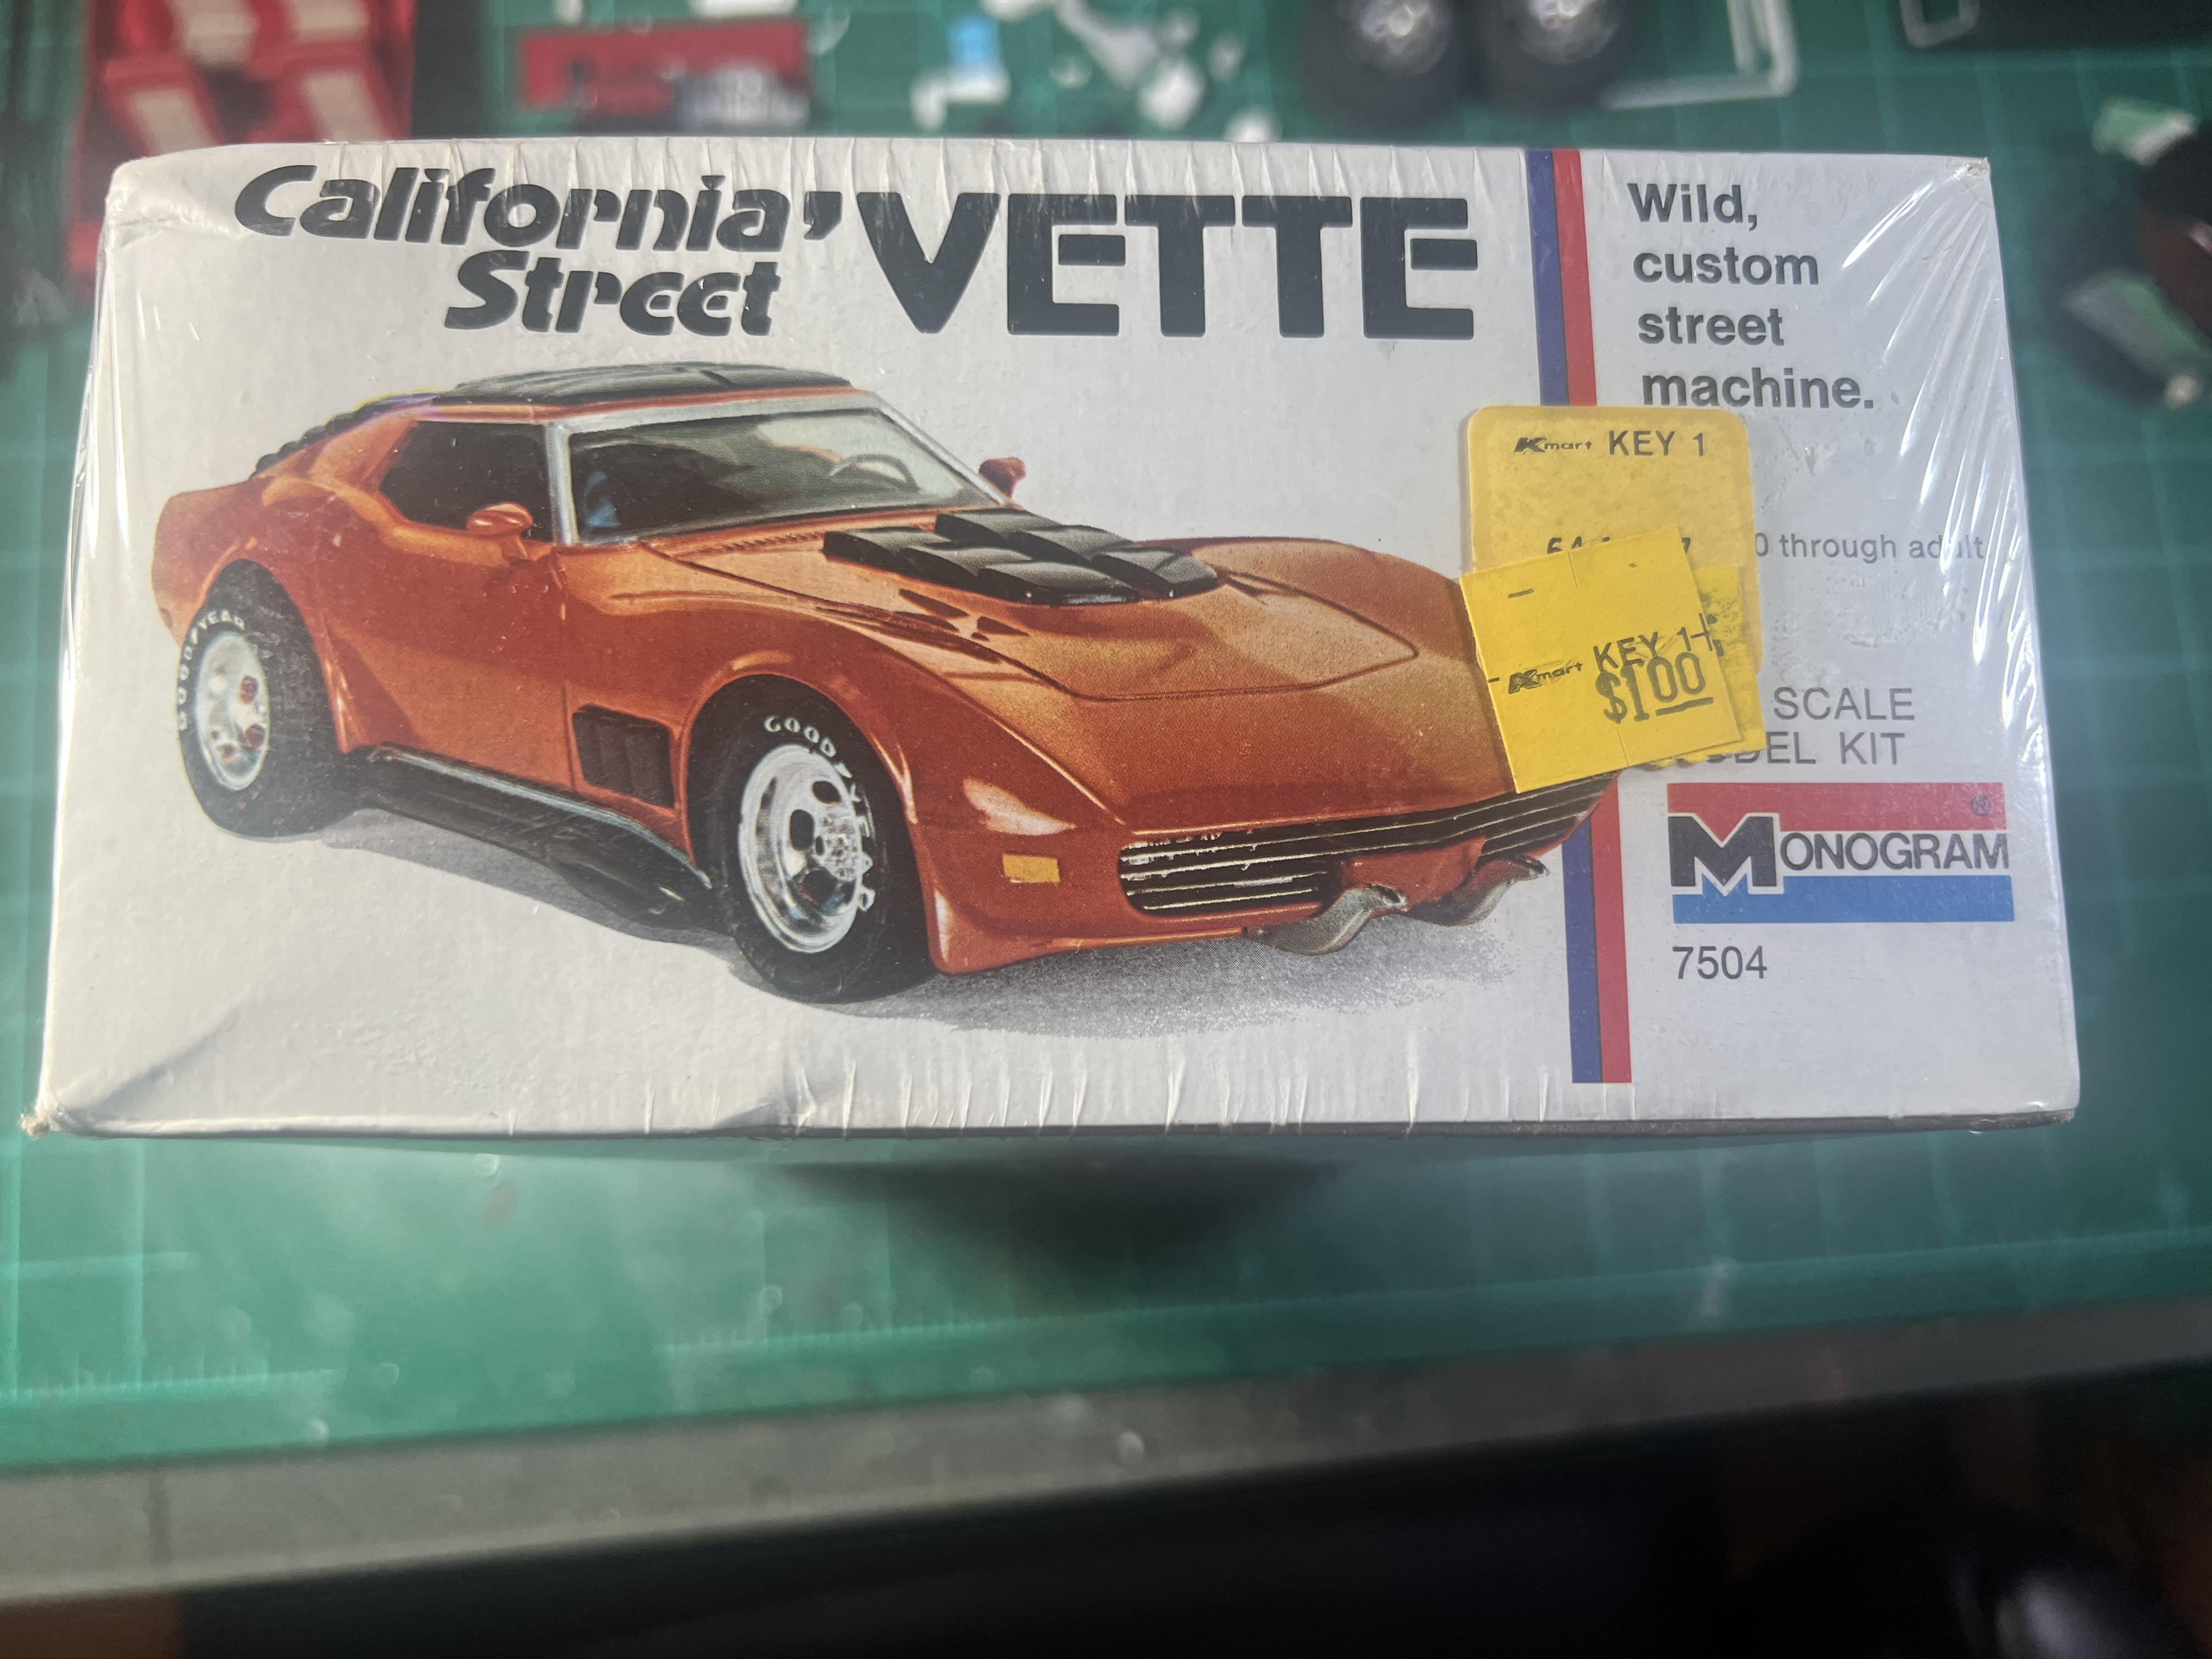 California
Street
'VETTE
Wild,
custom
street
machine.
Kmart KEY 1
0 through adult
Kmart KEY 1
$1.00
SCALE
DEL KIT
MONOGRAM
®
7504
GOODYEAR
GOODYEAR